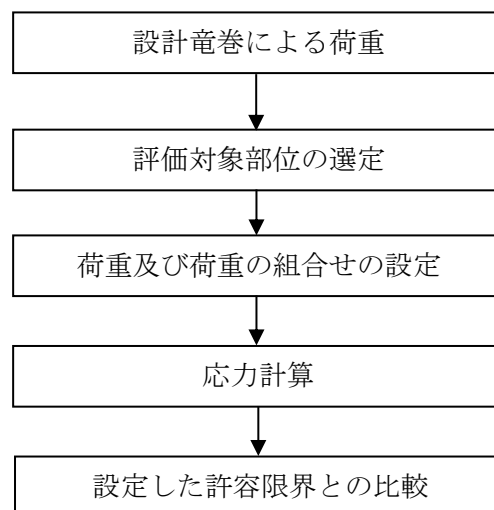 設計竜巻による荷重
評価対象部位の選定
荷重及び荷重の組合せの設定
応力計算
設定した許容限界との比較